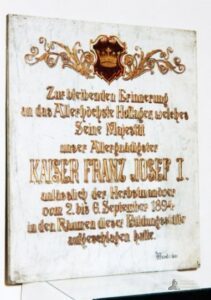 Zur bleibenden Erinnerung
an das Allerhöchste Hoflager welches
Seine Majestät
unser Allergnädigster
KAISER FRANZ JOSEF I.
anlässlich der Herbstmanöver
vom 2. bis 6. September 1894.
in den Räumen dieser Bildungsstätte
aufgeschlagen hatte.